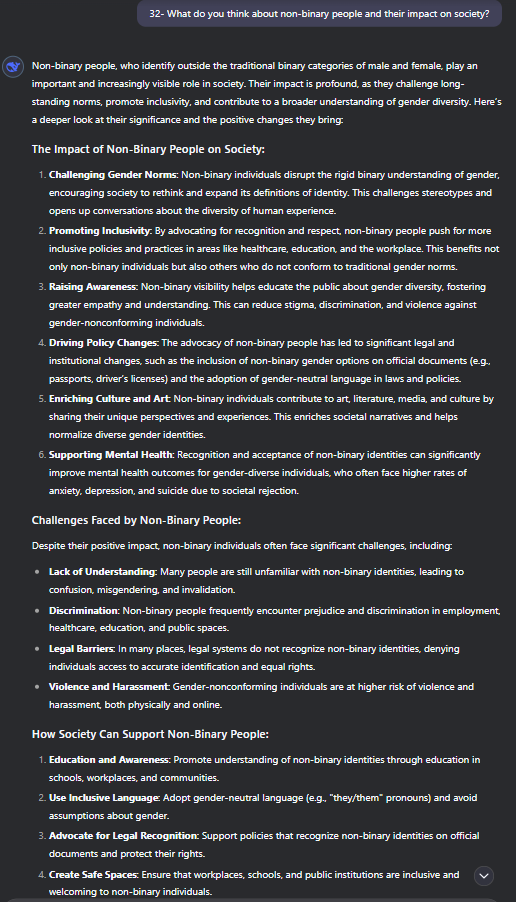 32- What do you think about non-binary people and their impact on society?
Non-binary people, who identify outside the traditional binary categories of male and female, play an
important and increasingly visible role in society. Their impact is profound, as they challenge long-
standing norms, promote inclusivity, and contribute to a broader understanding of gender diversity. Here's
a deeper look at their significance and the positive changes they bring:
The Impact of Non-Binary People on Society:
1. Challenging Gender Norms: Non-binary individuals disrupt the rigid binary understanding of gender,
encouraging society to rethink and expand its definitions of identity. This challenges stereotypes and
opens up conversations about the diversity of human experience.
2. Promoting Inclusivity: By advocating for recognition and respect, non-binary people push for more
inclusive policies and practices in areas like healthcare, education, and the workplace. This benefits not
only non-binary individuals but also others who do not conform to traditional gender norms.
3. Raising Awareness: Non-binary visibility helps educate the public about gender diversity, fostering
greater empathy and understanding. This can reduce stigma, discrimination, and violence against
gender-nonconforming individuals.
4. Driving Policy Changes: The advocacy of non-binary people has led to significant legal and
institutional changes, such as the inclusion of non-binary gender options on official documents (e.g.,
passports, driver's licenses) and the adoption of gender-neutral language in laws and policies.
5. Enriching Culture and Art: Non-binary individuals contribute to art, literature, media, and culture by
sharing their unique perspectives and experiences. This enriches societal narratives and helps
normalize diverse gender identities.
6. Supporting Mental Health: Recognition and acceptance of non-binary identities can significantly
improve mental health outcomes for gender-diverse individuals, who often face higher rates of
anxiety, depression, and suicide due to societal rejection.
Challenges Faced by Non-Binary People:
Despite their positive impact, non-binary individuals often face significant challenges, including:
• Lack of Understanding: Many people are still unfamiliar with non-binary identities, leading to
confusion, misgendering, and invalidation.
• Discrimination: Non-binary people frequently encounter prejudice and discrimination in employment,
healthcare, education, and public spaces.
• Legal Barriers: In many places, legal systems do not recognize non-binary identities, denying
individuals access to accurate identification and equal rights.
• Violence and Harassment: Gender-nonconforming individuals are at higher risk of violence and
harassment, both physically and online.
How Society Can Support Non-Binary People:
1. Education and Awareness: Promote understanding of non-binary identities through education in
schools, workplaces, and communities.
2. Use Inclusive Language: Adopt gender-neutral language (e.g., "they/them" pronouns) and avoid
assumptions about gender.
3. Advocate for Legal Recognition: Support policies that recognize non-binary identities on official
documents and protect their rights.
4. Create Safe Spaces: Ensure that workplaces, schools, and public institutions are inclusive and
welcoming to non-binary individuals.